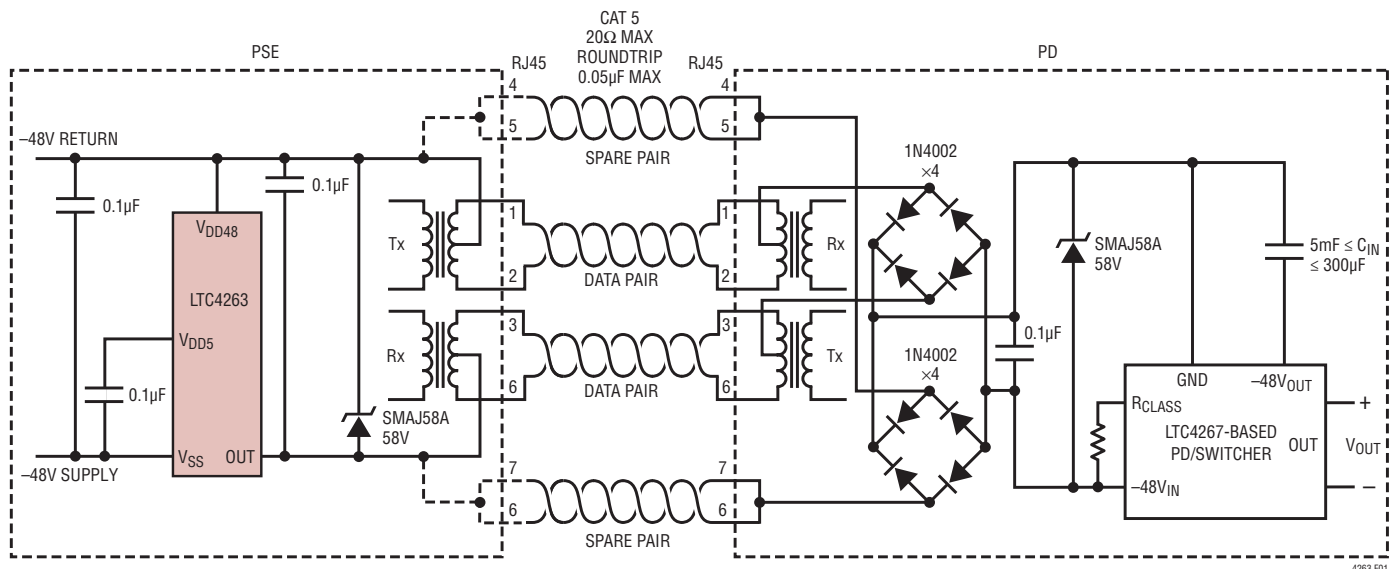 CAT 5
20Ω MAX
ROUNDTRIP
0.05µF MAX
PSE
PD
RJ45
RJ45
4
4
5
5
SPARE PAIR
–48V RETURN
0.1µF
0.1µF
VDD48
LTC4263
VDD5
0.1µF
VSS
OUT
–48V SUPPLY
SMAJ58A
58V
Tx
1
1
2
2
DATA PAIR
Rx
Rx
3
3
6
6
DATA PAIR
Tx
7
7
6
6
SPARE PAIR
1N4002
×4
1N4002
×4
0.1µF
SMAJ58A
58V
5mF ≤ CIN
≤ 300µF
GND
–48VOUT
RCLASS
LTC4267-BASED
PD/SWITCHER
OUT
–48VIN
+
VOUT
–
4263 F01